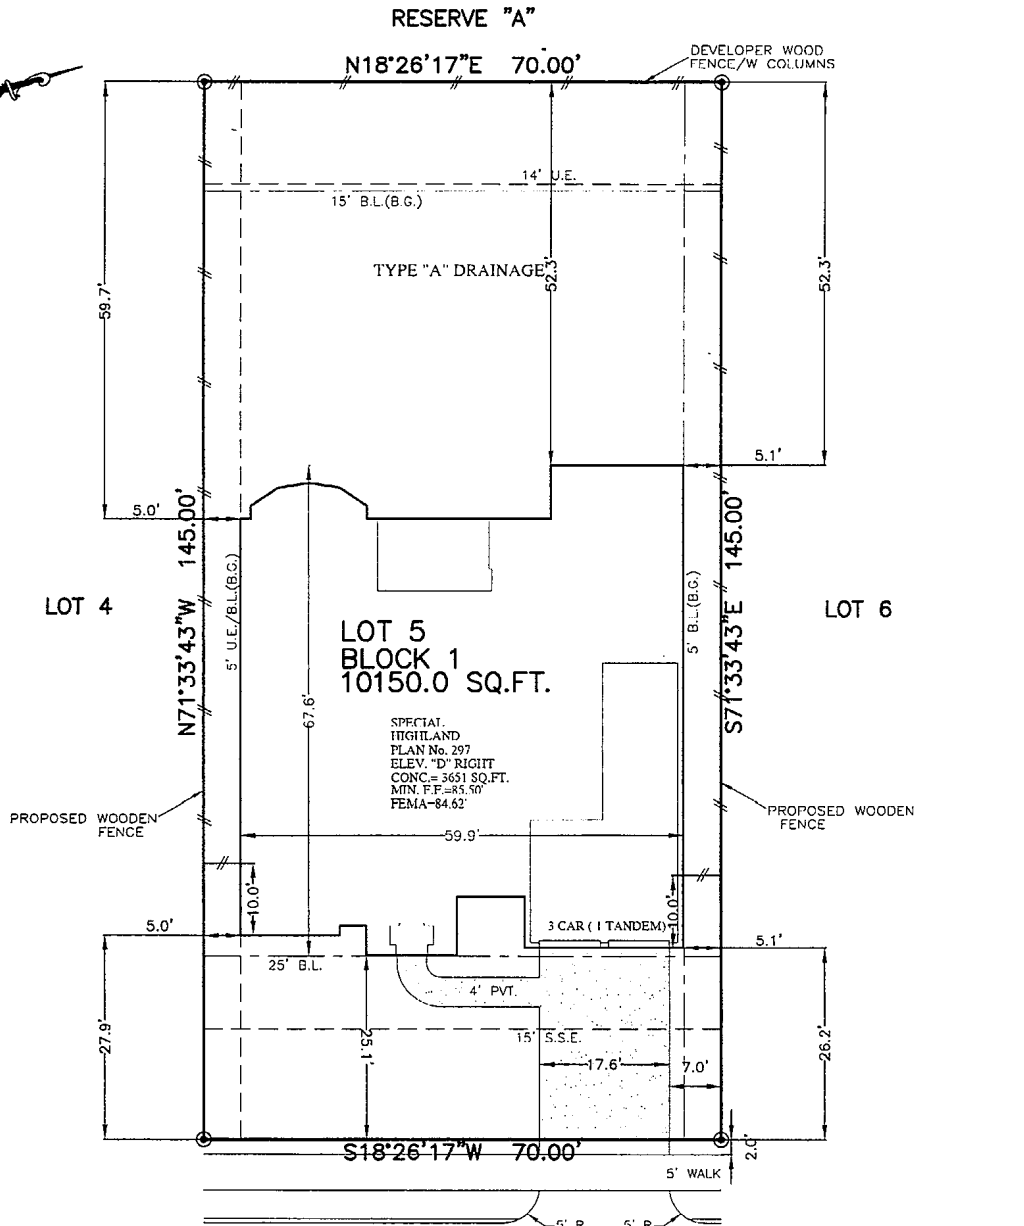 RESERVE "A"
N18°26'17"E 70.00'
DEVELOPER WOOD
FENCE/W COLUMNS
14' U.E.
15' B.L.(B.G.)
TYPE "A" DRAINAGE
52.3'
52.3'
59.7'
5.1'
5.0'
N71°33'43"W 145.00'
S71°33'43"E 145.00'
5' U.E./B.L.(B.G.)
5' B.L.(B.G.)
LOT 4
LOT 6
LOT 5
BLOCK 1
10150.0 SQ.FT.
67.6'
SPECIAL
HIGHLAND
PLAN No. 297
ELEV. "D" RIGHT
CONC.= 3651 SQ.FT.
MIN. F.F.=85.50'
FEMA=84.62'
PROPOSED WOODEN
FENCE
PROPOSED WOODEN
FENCE
59.9'
10.0'
10.0'
5.0'
3 CAR ( 1 TANDEM)
5.1'
25' B.L.
4' PVT.
27.9'
25.1'
15' S.S.E.
26.2'
17.6'
7.0'
S18°26'17"W 70.00'
2.0'
5' WALK
5' R
5' R